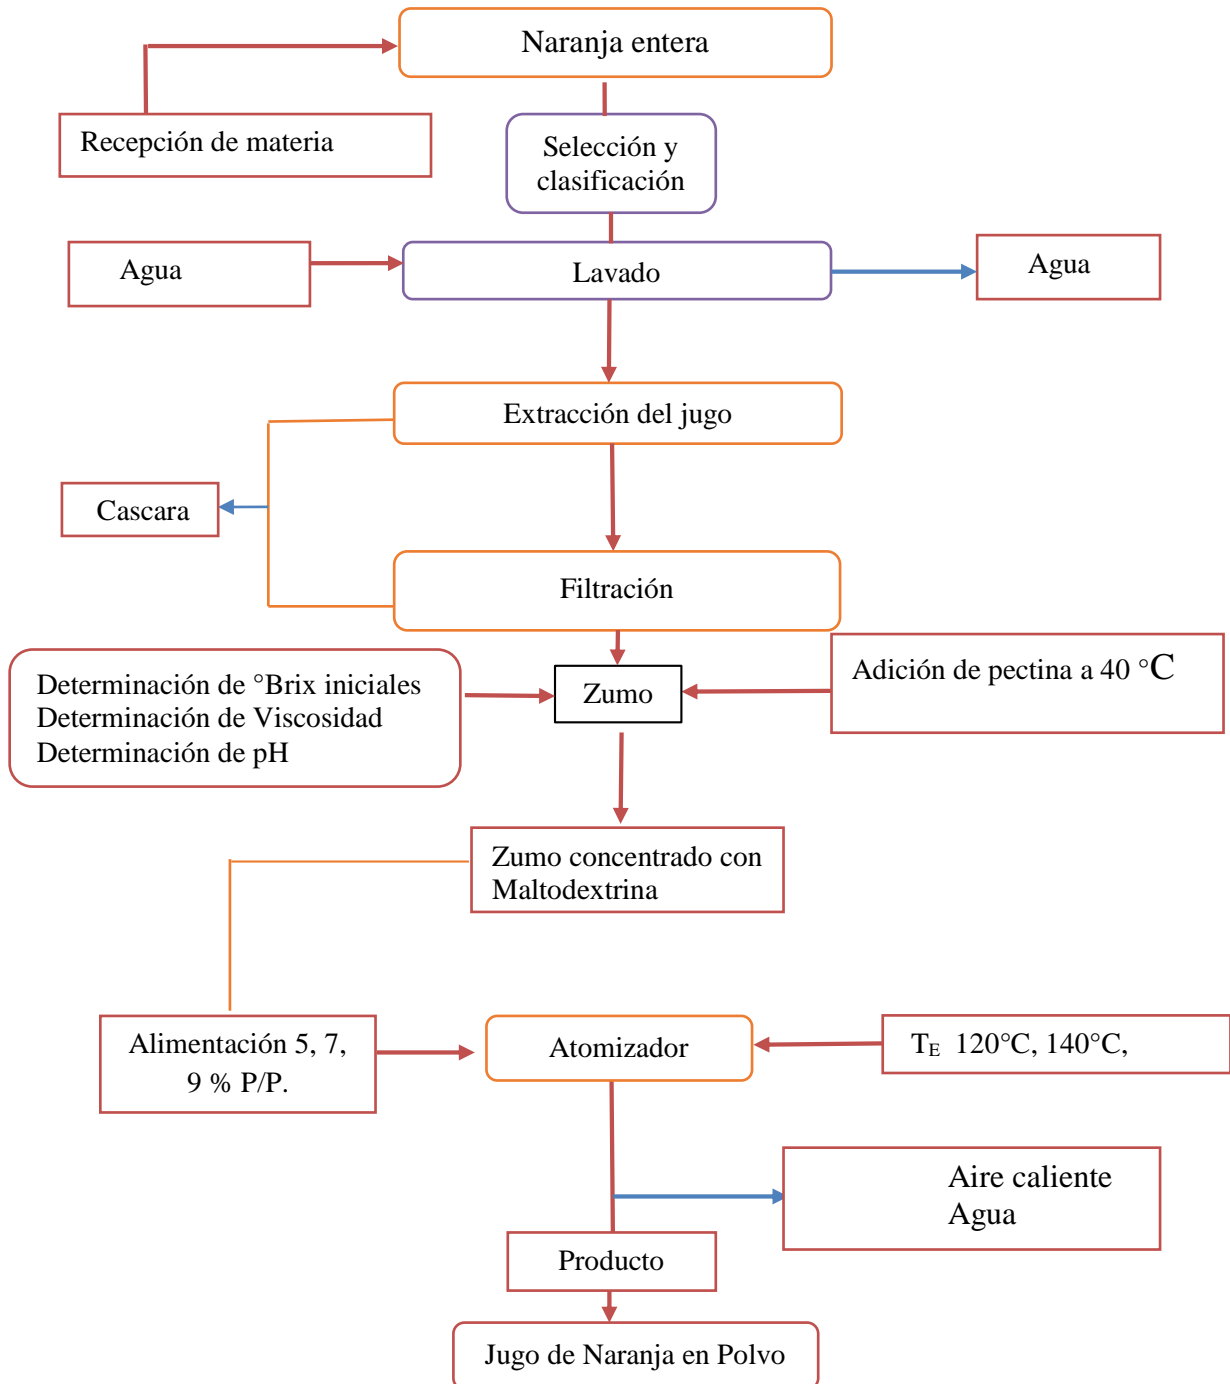 Naranja entera
Recepción de materia
Selección y
clasificación
Agua
Lavado
Agua
Extracción del jugo
Cascara
Filtración
Determinación de °Brix iniciales
Determinación de Viscosidad
Determinación de pH
Zumo
Adición de pectina a 40 °C
Zumo concentrado con
Maltodextrina
Alimentación 5, 7,
9 % P/P.
Atomizador
TE 120°C, 140°C,
Aire caliente
Agua
Producto
Jugo de Naranja en Polvo